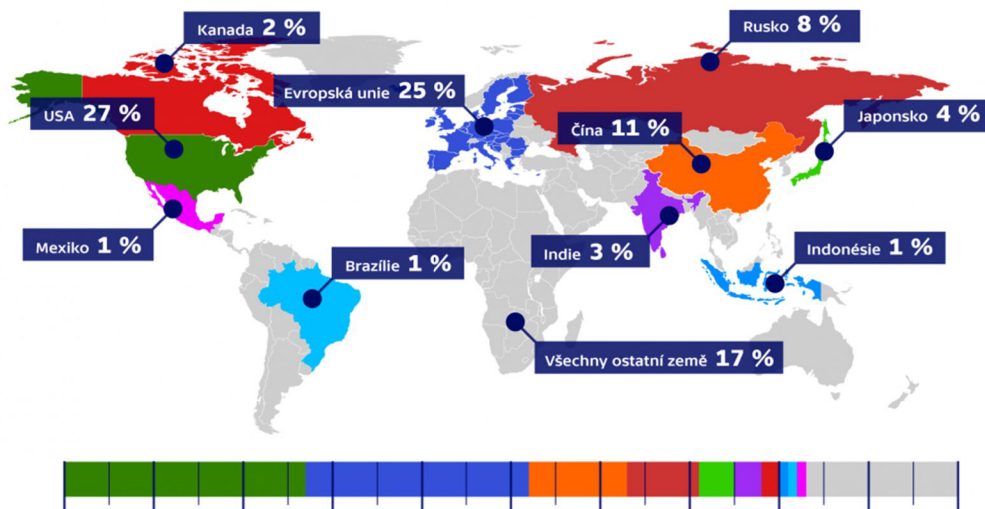 Kanada 2 %
Rusko 8 %
Evropská unie 25 %
USA 27 %
Čína 11 %
Japonsko 4 %
Mexiko 1 %
Brazílie 1 %
Indie 3 %
Indonésie 1 %
Všechny ostatní země 17 %